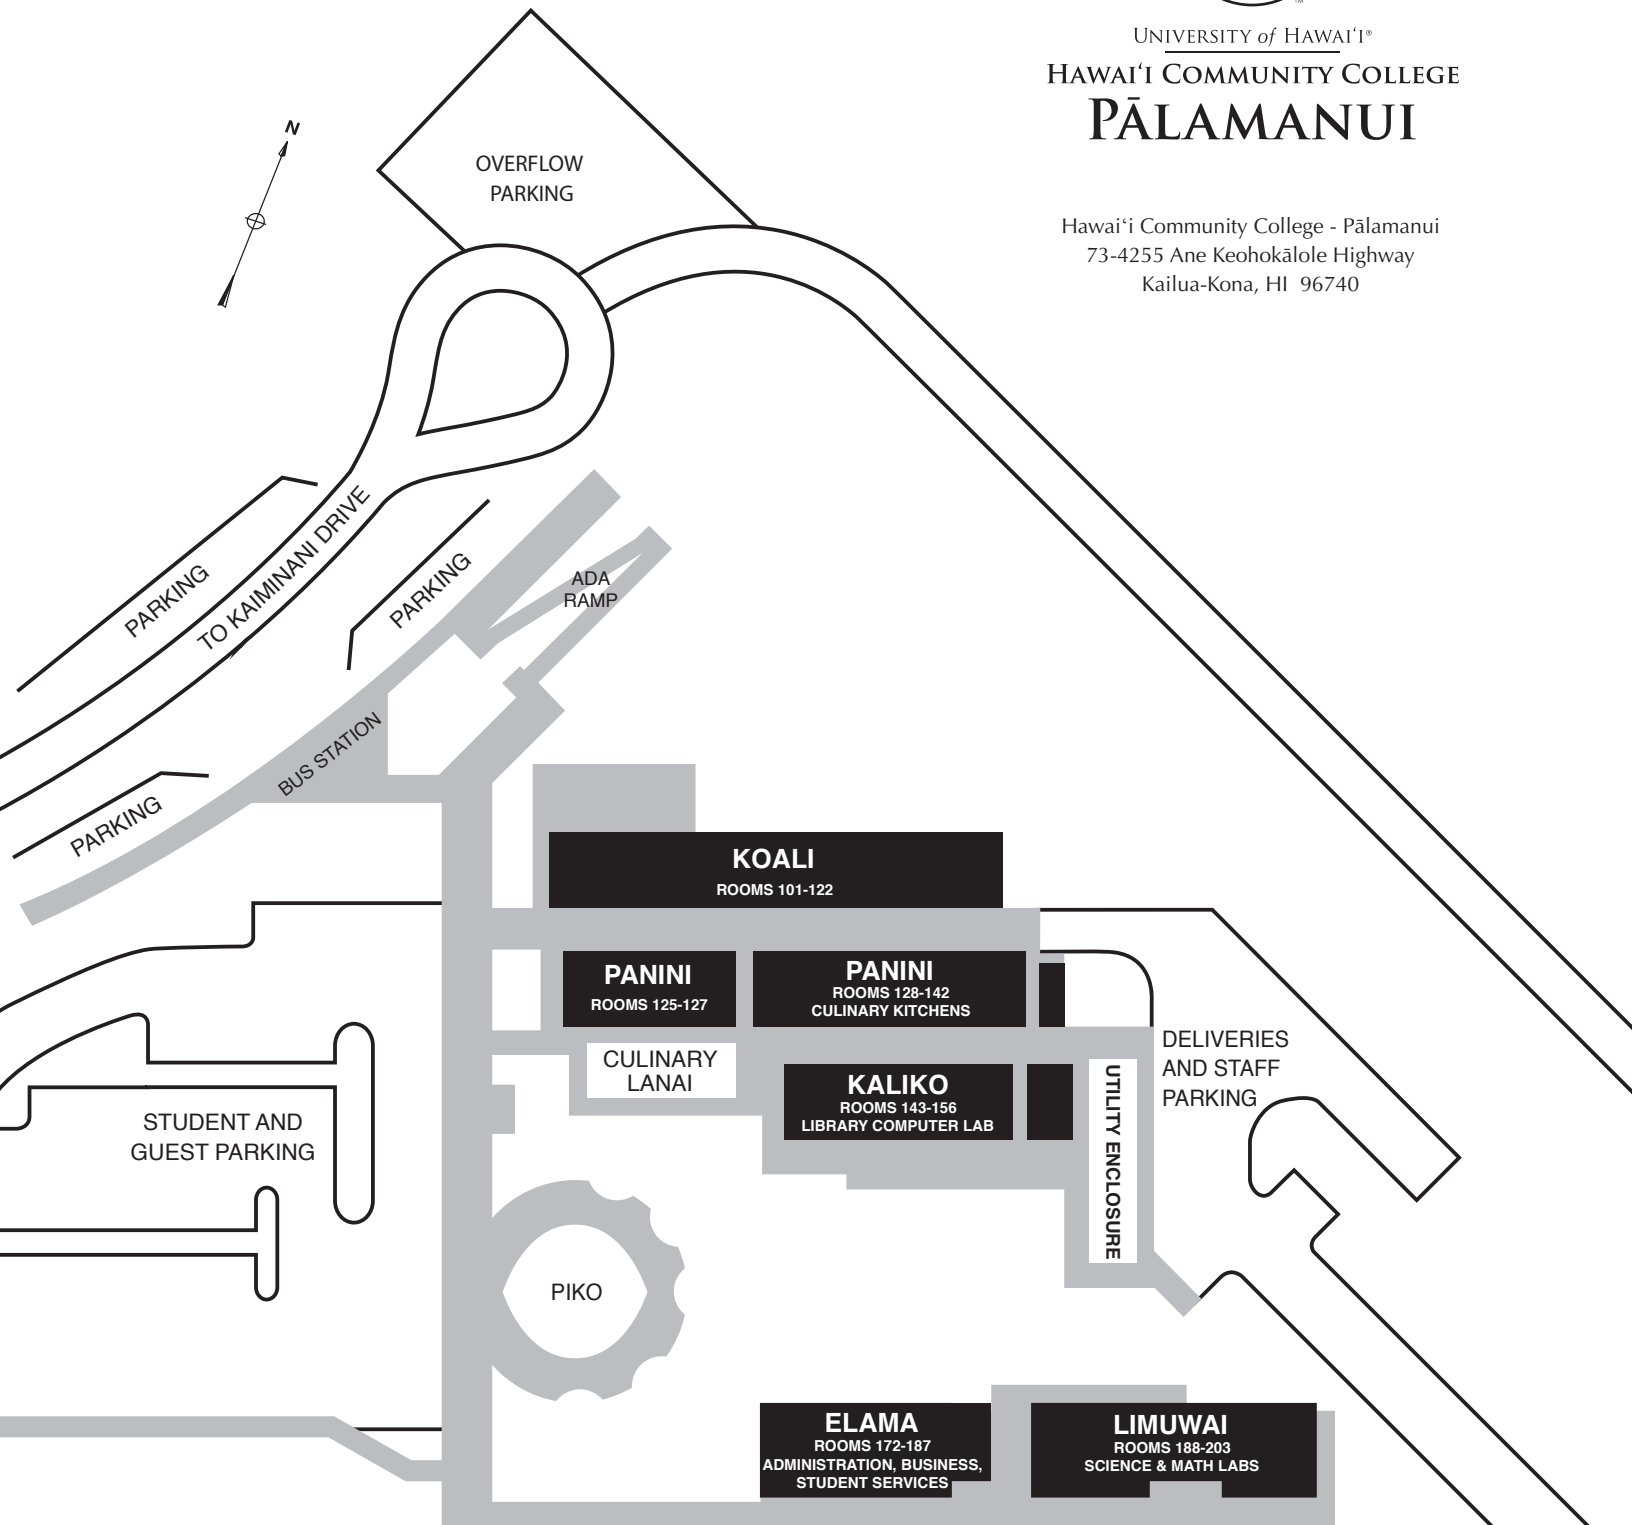 TM
UNIVERSITY of HAWAIʻI®
HAWAIʻI COMMUNITY COLLEGE
PĀLAMANUI
Hawaiʻi Community College - Pālamanui
73-4255 Ane Keohokālole Highway
Kailua-Kona, HI 96740
N
OVERFLOW
PARKING
PARKING
TO KAIMINANI DRIVE
PARKING
ADA
RAMP
BUS STATION
PARKING
KOALI
ROOMS 101-122
PANINI
ROOMS 125-127
PANINI
ROOMS 128-142
CULINARY KITCHENS
CULINARY
LANAI
KALIKO
ROOMS 143-156
LIBRARY COMPUTER LAB
UTILITY ENCLOSURE
DELIVERIES
AND STAFF
PARKING
STUDENT AND
GUEST PARKING
PIKO
ELAMA
ROOMS 172-187
ADMINISTRATION, BUSINESS,
STUDENT SERVICES
LIMUWAI
ROOMS 188-203
SCIENCE & MATH LABS